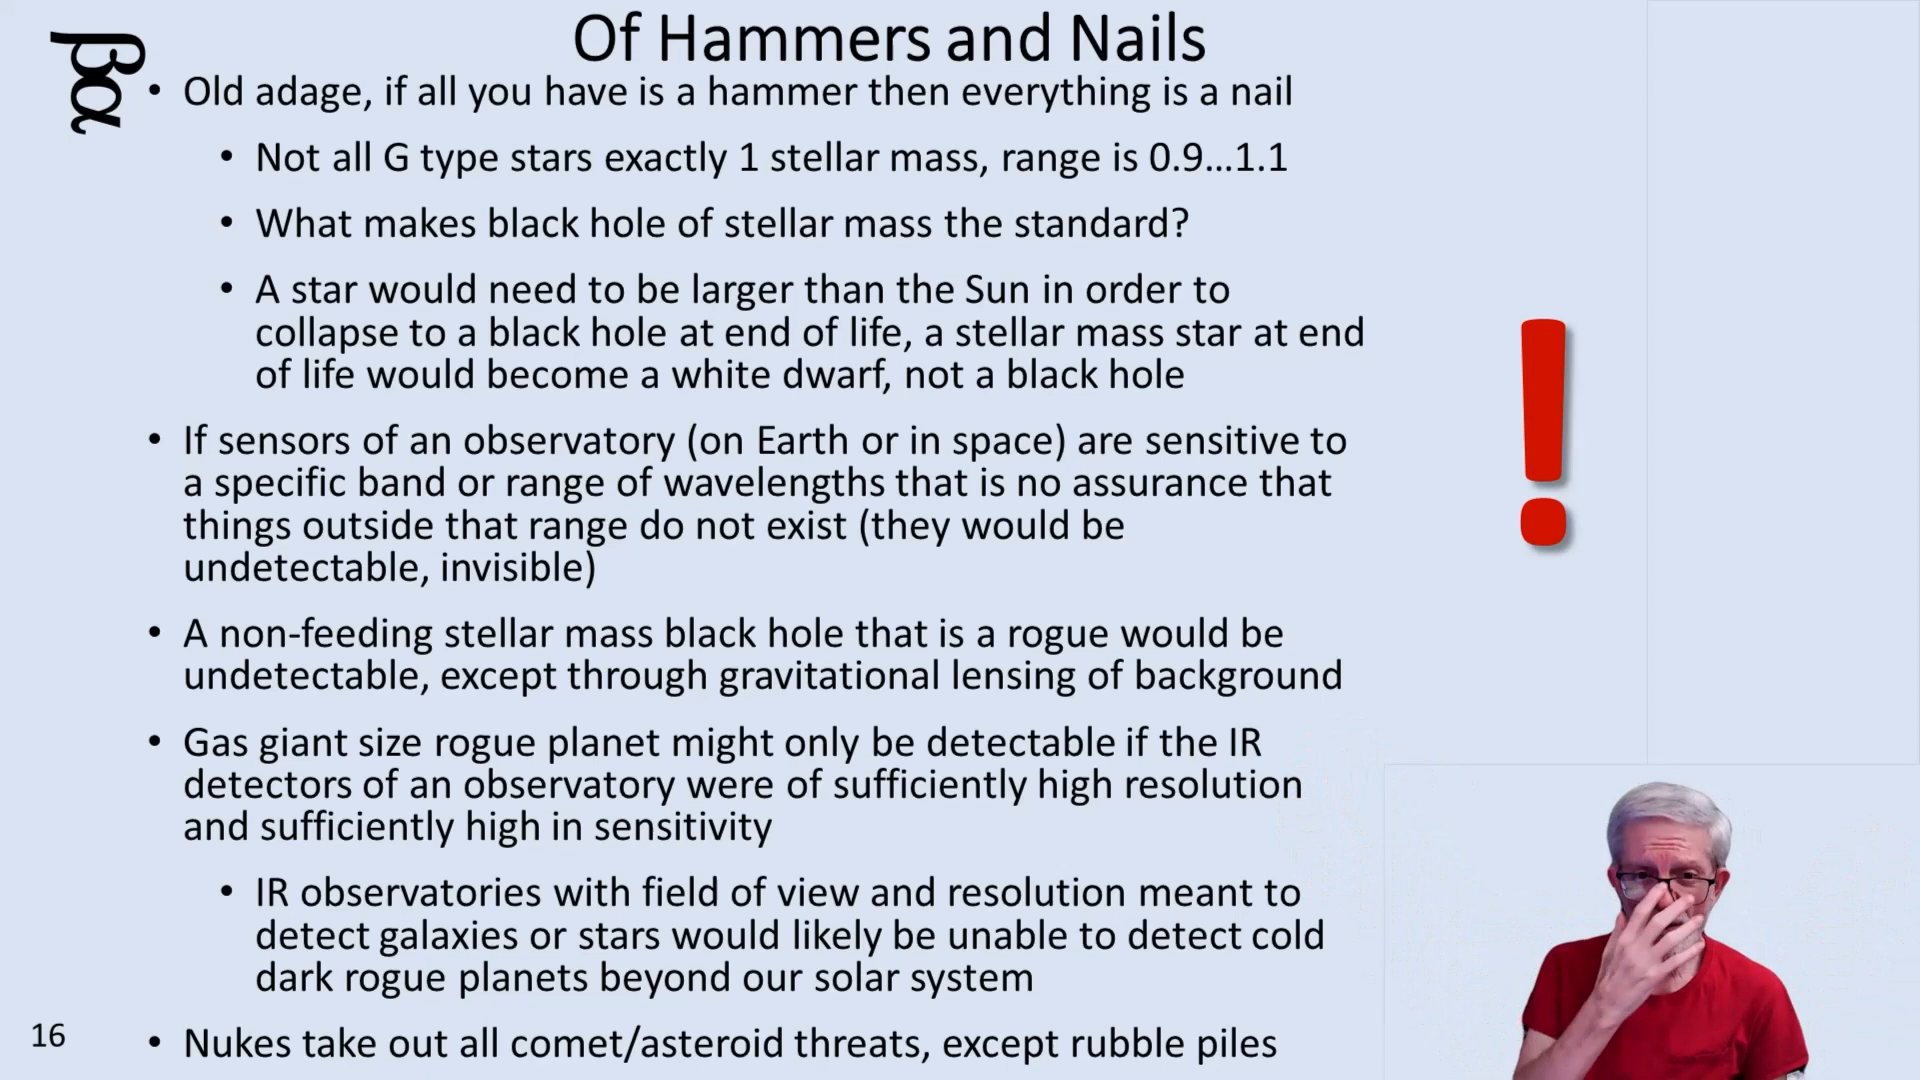 Of Hammers and Nails
βα
• Old adage, if all you have is a hammer then everything is a nail
• Not all G type stars exactly 1 stellar mass, range is 0.9...1.1
• What makes black hole of stellar mass the standard?
• A star would need to be larger than the Sun in order to
collapse to a black hole at end of life, a stellar mass star at end
of life would become a white dwarf, not a black hole
• If sensors of an observatory (on Earth or in space) are sensitive to
a specific band or range of wavelengths that is no assurance that
things outside that range do not exist (they would be
undetectable, invisible)
• A non-feeding stellar mass black hole that is a rogue would be
undetectable, except through gravitational lensing of background
• Gas giant size rogue planet might only be detectable if the IR
detectors of an observatory were of sufficiently high resolution
and sufficiently high in sensitivity
• IR observatories with field of view and resolution meant to
detect galaxies or stars would likely be unable to detect cold
dark rogue planets beyond our solar system
• Nukes take out all comet/asteroid threats, except rubble piles
!
16